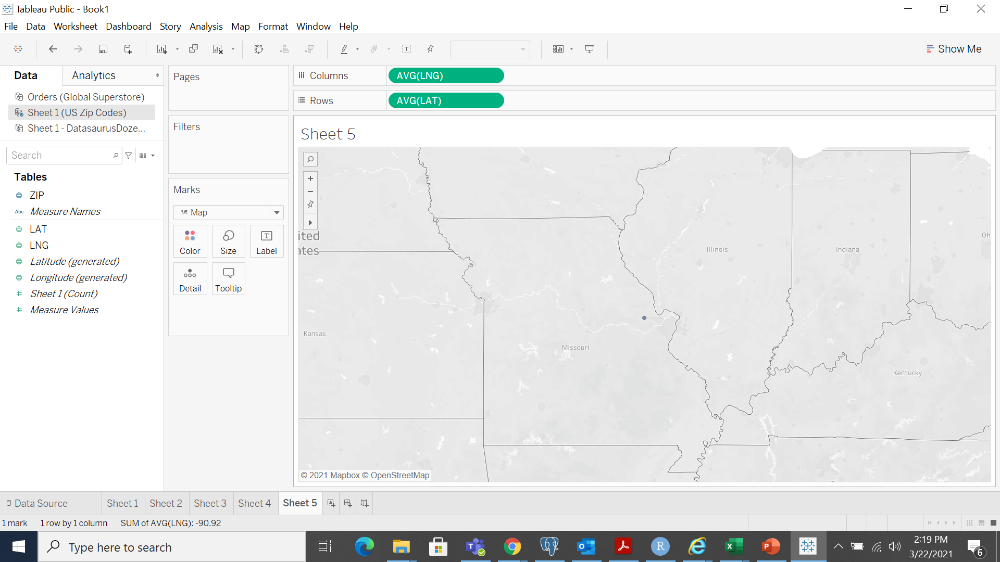 Tableau Public - Book1
File Data Worksheet Dashboard Story Analysis Map Format Window Help
Show Me
Data Analytics
Orders (Global Superstore)
Sheet 1 (US Zip Codes)
Sheet 1 - DatasaurusDoze...
Search
Tables
ZIP
Abc Measure Names
LAT
LNG
Latitude (generated)
Longitude (generated)
Sheet 1 (Count)
Measure Values
Pages
Filters
Marks
Map
Color Size Label
Detail Tooltip
Columns AVG(LNG)
Rows AVG(LAT)
Sheet 5
ited
ates
Illinois
Indiana
Oh
Kansas
Missouri
Kentucky
© 2021 Mapbox © OpenStreetMap
Data Source Sheet 1 Sheet 2 Sheet 3 Sheet 4 Sheet 5
1 mark 1 row by 1 column SUM of AVG(LNG): -90.92
Type here to search
2:19 PM
3/22/2021
6